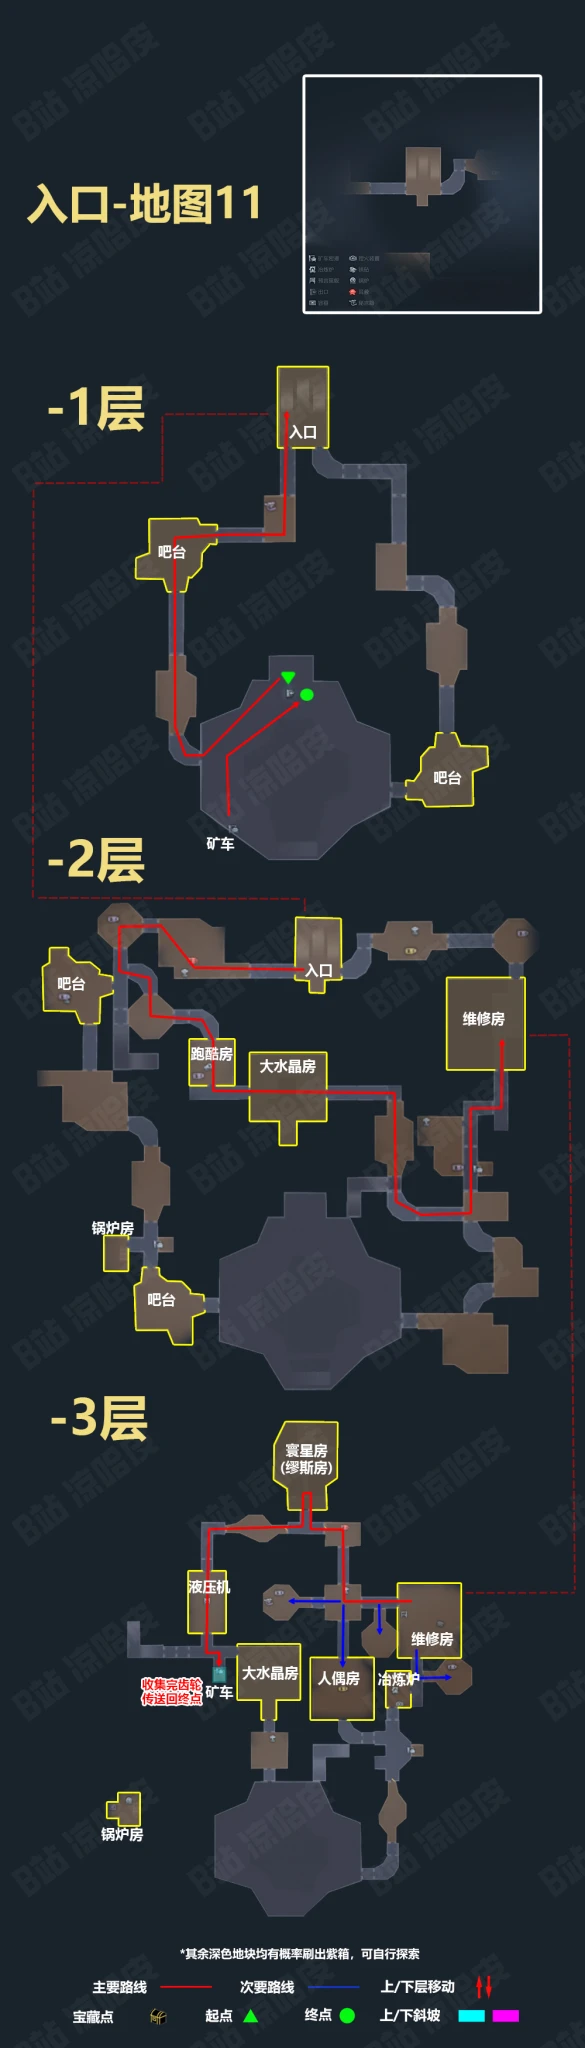 入口-地图11
-1层
入口
吧台
吧台
矿车
-2层
入口
吧台
维修房
跑酷房
大水晶房
锅炉房
吧台
-3层
寰星房
(缪斯房)
液压机
维修房
大水晶房
人偶房
冶炼炉
收集完齿轮
传送回终点
矿车
锅炉房
*其余深色地块均有概率刷出紫箱，可自行探索
主要路线 次要路线 上/下层移动
宝藏点 起点 终点 上/下斜坡